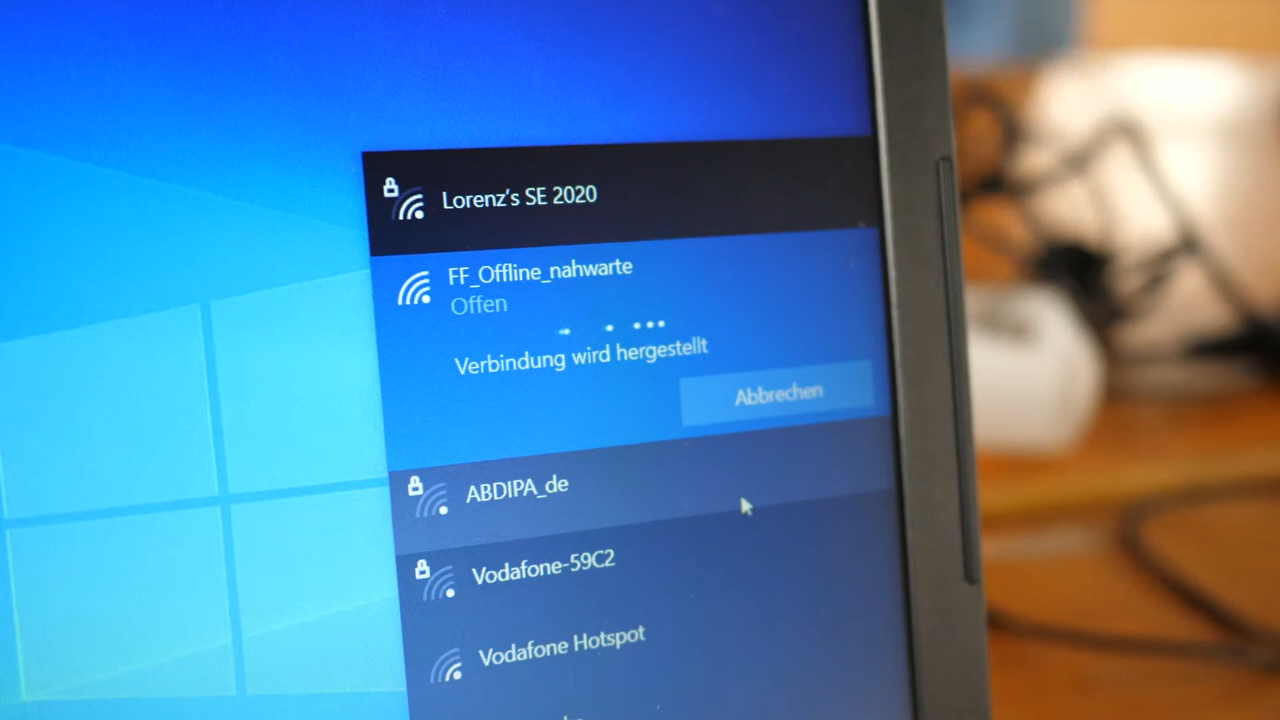 Lorenz's SE 2020
FF_Offline_nahwarte
Offen
Verbindung wird hergestellt
Abbrechen
ABDIPA_de
Vodafone-59C2
Vodafone Hotspot